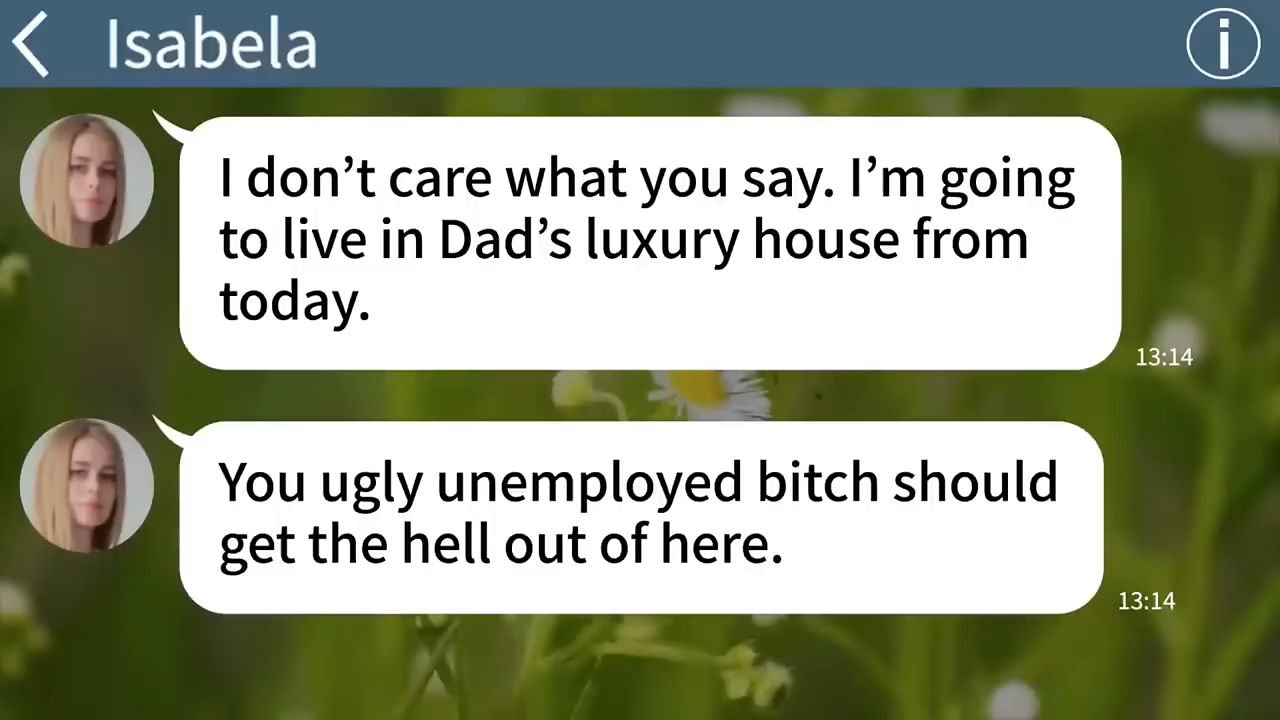 Isabela
I don’t care what you say. I’m going
to live in Dad’s luxury house from
today.
13:14
You ugly unemployed bitch should
get the hell out of here.
13:14